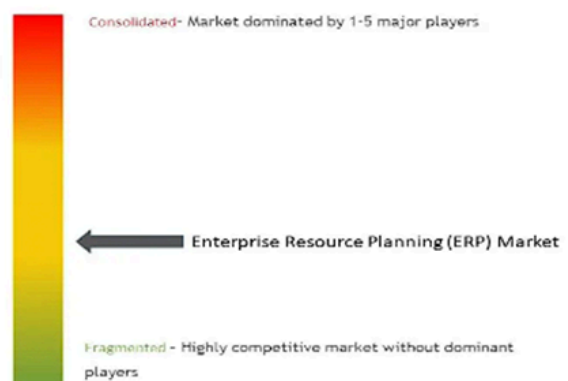 Consolidated- Market dominated by 1-5 major players
Enterprise Resource Planning (ERP) Market
Fragmented - Highly competitive market without dominant
players